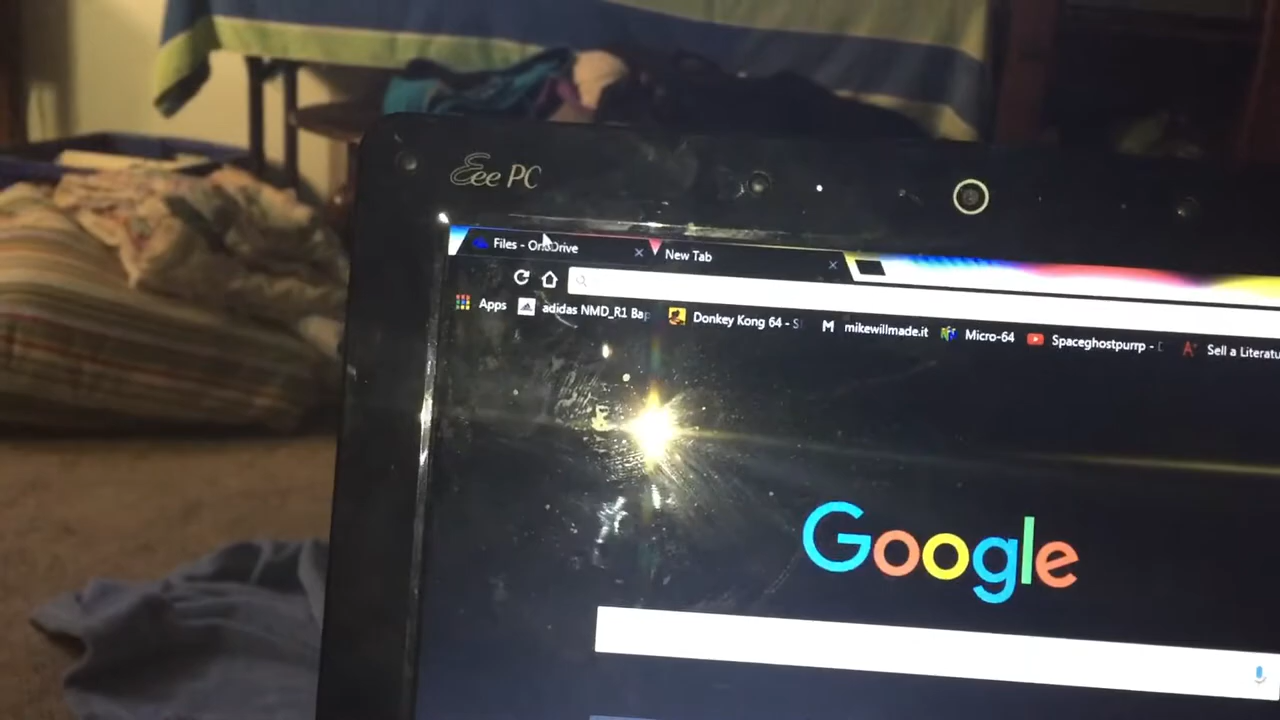 Eee PC
Files - OneDrive
New Tab
Apps adidas NMD_R1 Bap Donkey Kong 64 - S mikewillmade.it Micro-64 Spaceghostpurrp - Sell a Literatu
Google